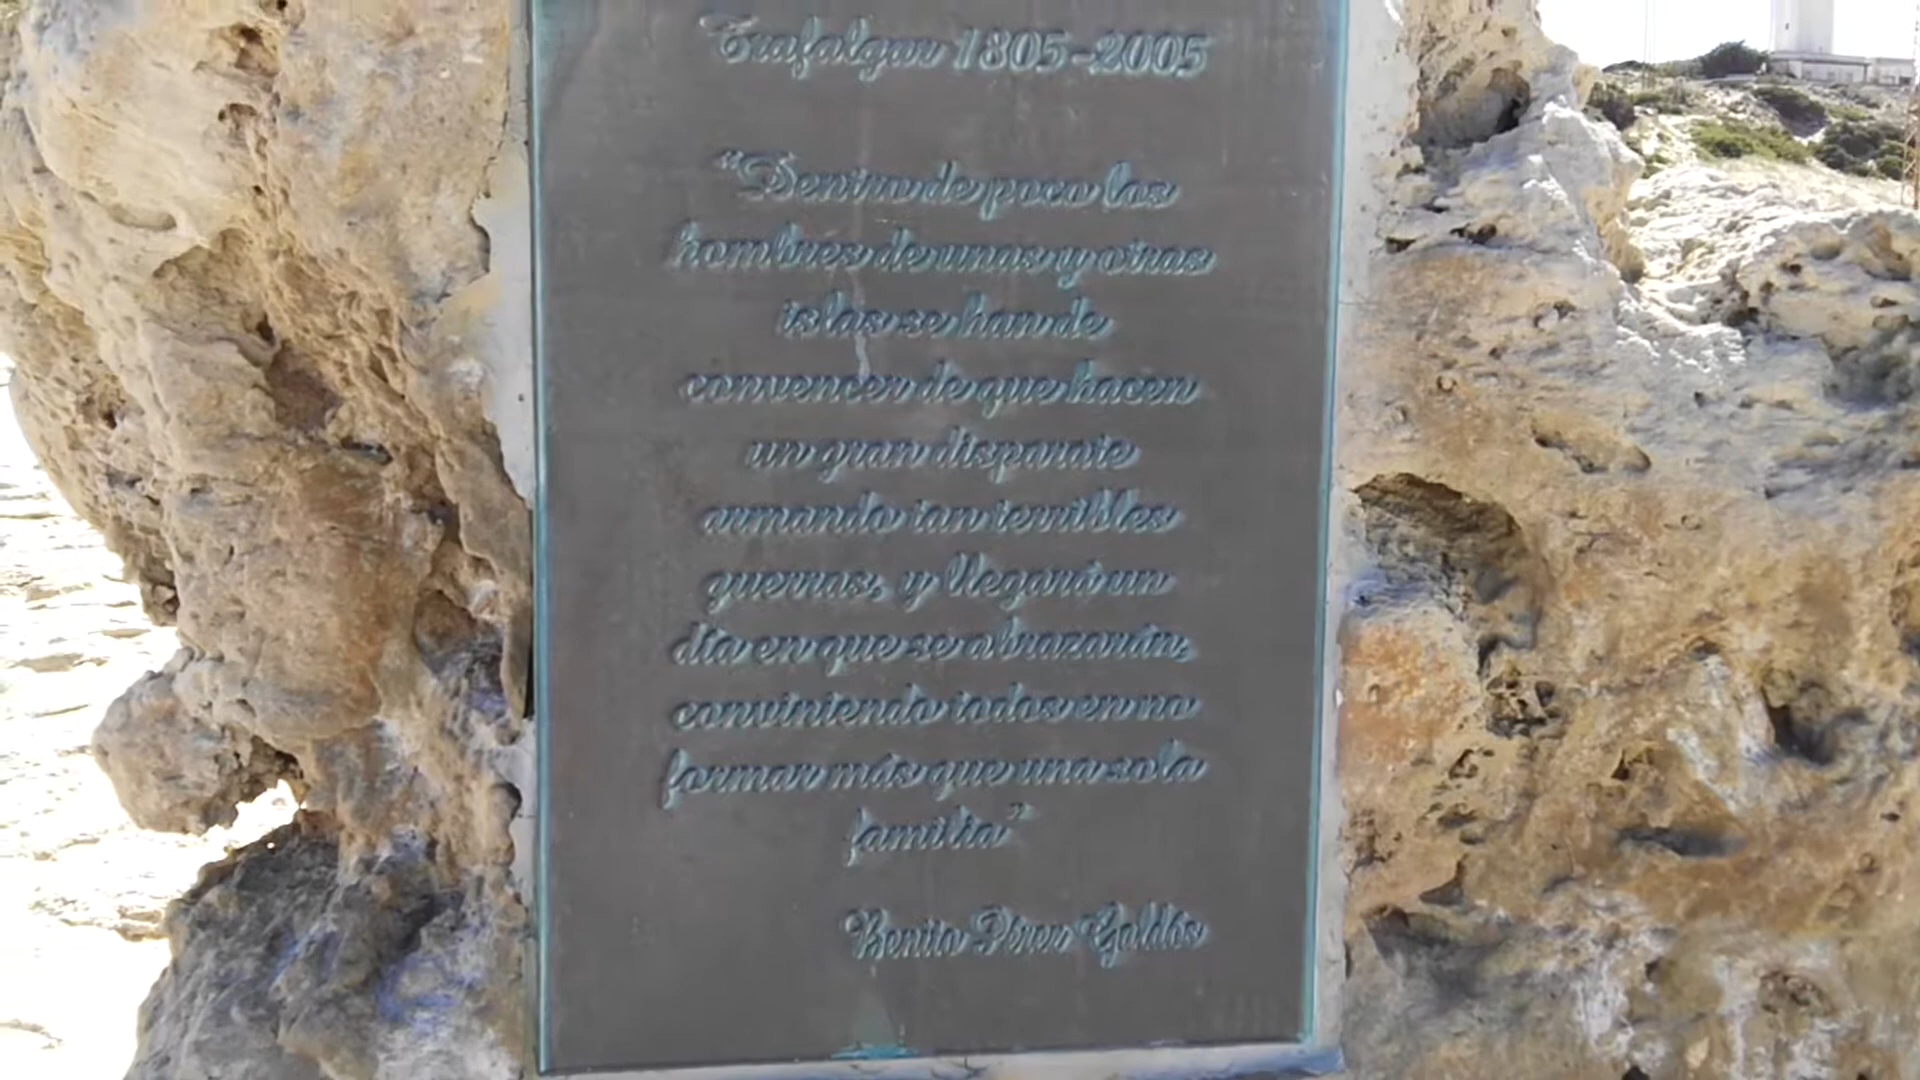 Trafalgar 1805-2005
"Dentro de poco los
hombres de unas y otras
islas se han de
convencer de que hacen
un gran disparate
armando tan terribles
guerras, y llegará un
día en que se abrazarán,
conviniendo todos en no
formar más que una sola
familia"
Benito Pérez Galdós